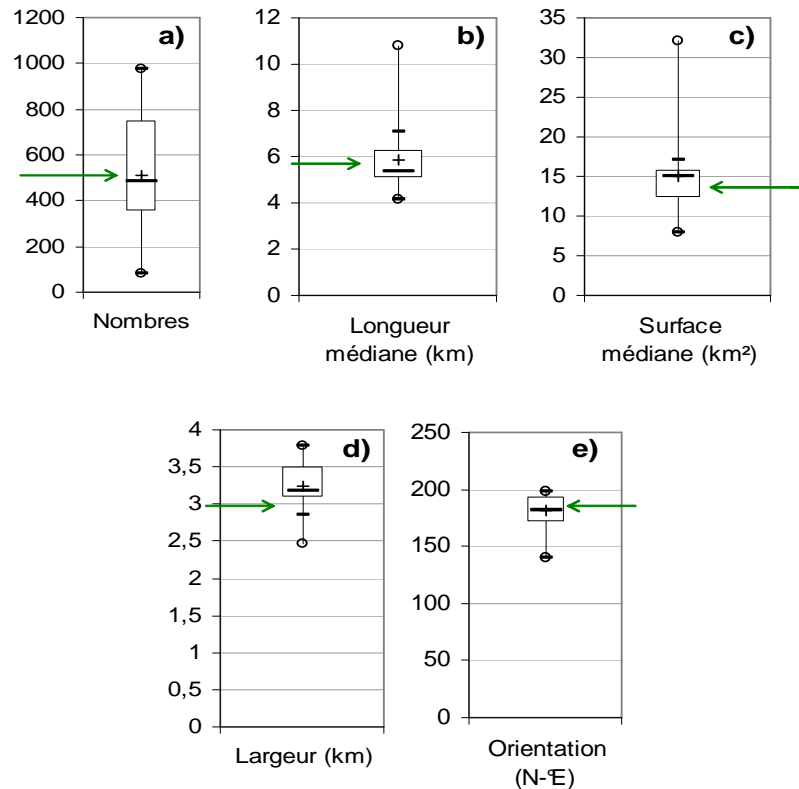 a)
1200
1000
800
600
400
200
0
Nombres
b)
12
10
8
6
4
2
0
Longueur
médiane (km)
c)
35
30
25
20
15
10
5
0
Surface
médiane (km²)
d)
4
3,5
3
2,5
2
1,5
1
0,5
0
Largeur (km)
e)
250
200
150
100
50
0
Orientation
(N-°E)